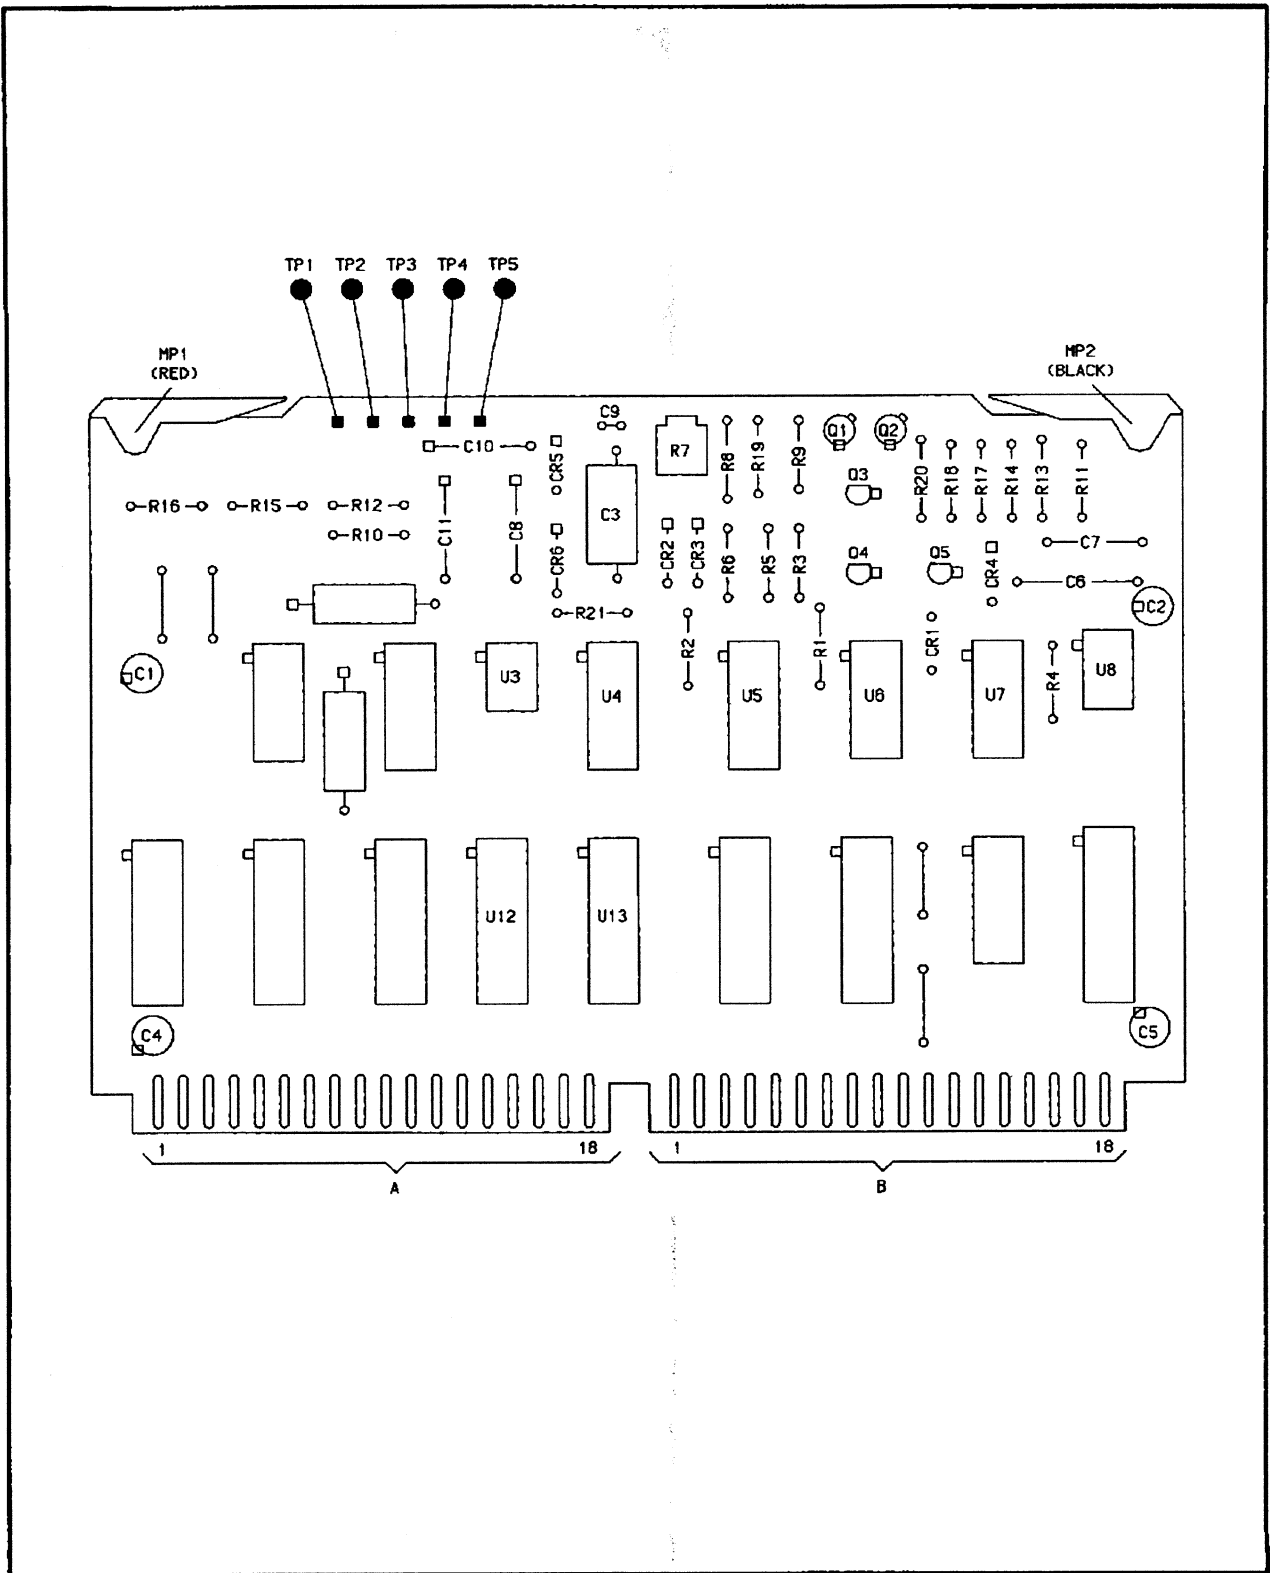 TP1 TP2 TP3 TP4 TP5
MP1
(RED)
MP2
(BLACK)
C9
C10
CR5
R7
R8
R19
R9
Q1
Q2
Q3
R20
R18
R17
R14
R13
R11
R16
R15
R12
R10
C11
C8
CR6
C3
CR2
CR3
R6
R5
R3
Q4
Q5
CR4
C7
C6
C2
R21
R2
R1
CR1
R4
C1
U3
U4
U5
U6
U7
U8
U12
U13
C4
C5
1 18 1 18
A B